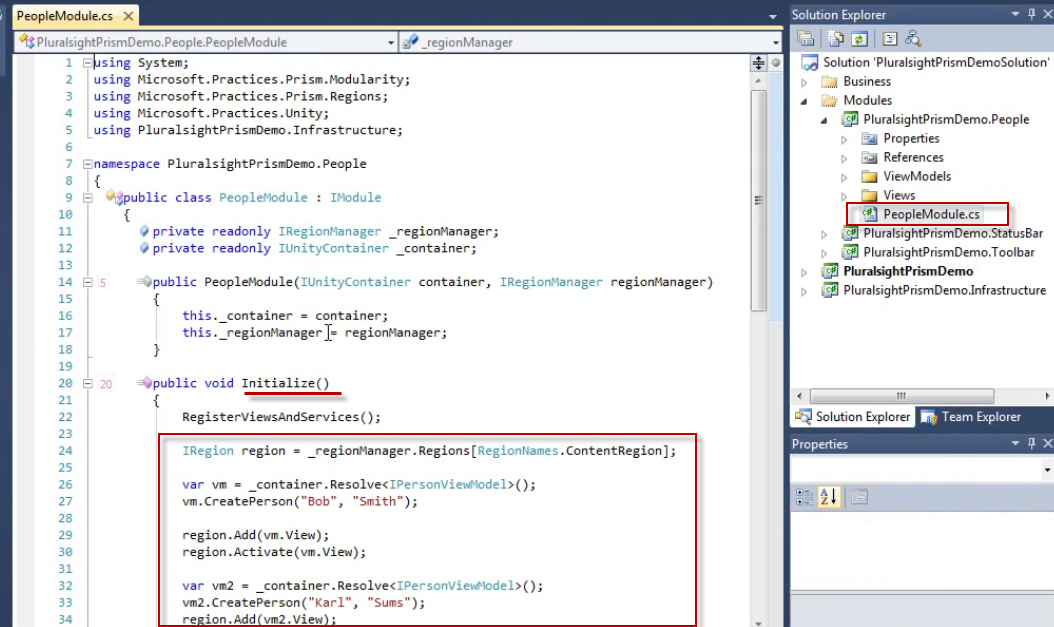 PeopleModule.cs
PluralsightPrismDemo.People.PeopleModule
_regionManager
1 using System;
2 using Microsoft.Practices.Prism.Modularity;
3 using Microsoft.Practices.Prism.Regions;
4 using Microsoft.Practices.Unity;
5 using PluralsightPrismDemo.Infrastructure;
6
7 namespace PluralsightPrismDemo.People
8 {
9 public class PeopleModule : IModule
10 {
11 private readonly IRegionManager _regionManager;
12 private readonly IUnityContainer _container;
13
14 5 public PeopleModule(IUnityContainer container, IRegionManager regionManager)
15 {
16 this._container = container;
17 this._regionManager = regionManager;
18 }
19
20 20 public void Initialize()
21 {
22 RegisterViewsAndServices();
23
24 IRegion region = _regionManager.Regions[RegionNames.ContentRegion];
25
26 var vm = _container.Resolve<IPersonViewModel>();
27 vm.CreatePerson("Bob", "Smith");
28
29 region.Add(vm.View);
30 region.Activate(vm.View);
31
32 var vm2 = _container.Resolve<IPersonViewModel>();
33 vm2.CreatePerson("Karl", "Sums");
34 region.Add(vm2.View);
Solution Explorer
Solution 'PluralsightPrismDemoSolution'
Business
Modules
PluralsightPrismDemo.People
Properties
References
ViewModels
Views
PeopleModule.cs
PluralsightPrismDemo.StatusBar
PluralsightPrismDemo.Toolbar
PluralsightPrismDemo
PluralsightPrismDemo.Infrastructure
Solution Explorer
Team Explorer
Properties